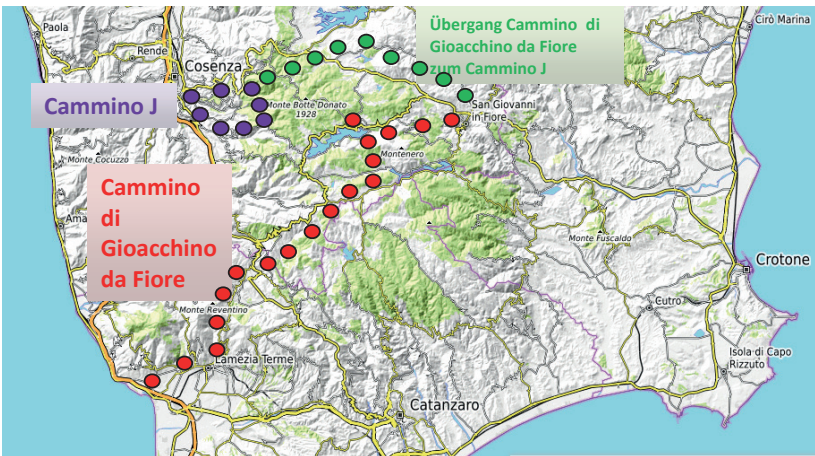 Übergang Cammino di
Gioacchino da Fiore
zum Cammino J
Cirò Marina
Paola
Rende
Cosenza
Cammino J
Monte Botte Donato
1928
San Giovanni
in Fiore
Monte Cocuzzo
Montenero
Cammino
di
Gioacchino
da Fiore
Ama
Monte Fuscaldo
Crotone
Monte Reventino
Cutro
Lamezia Terme
Isola di Capo
Rizzuto
Catanzaro